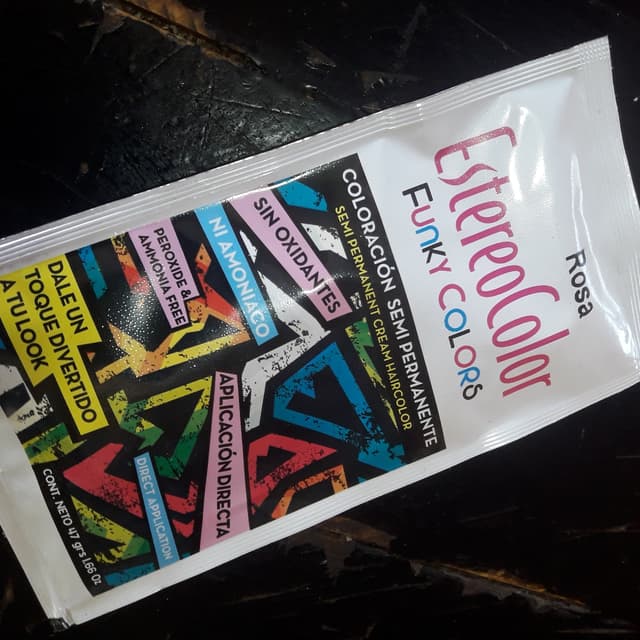 Rosa
EstereoColor
Funky Colors
COLORACIÓN SEMI PERMANENTE
SEMI PERMANENT CREAM HAIRCOLOR
SIN OXIDANTES
NI AMONIACO
PEROXIDE &
AMMONIA FREE
APLICACIÓN DIRECTA
DIRECT APPLICATION
DALE UN
TOQUE DIVERTIDO
A TU LOOK
CONT. NETO 47 grs 1.66 Oz